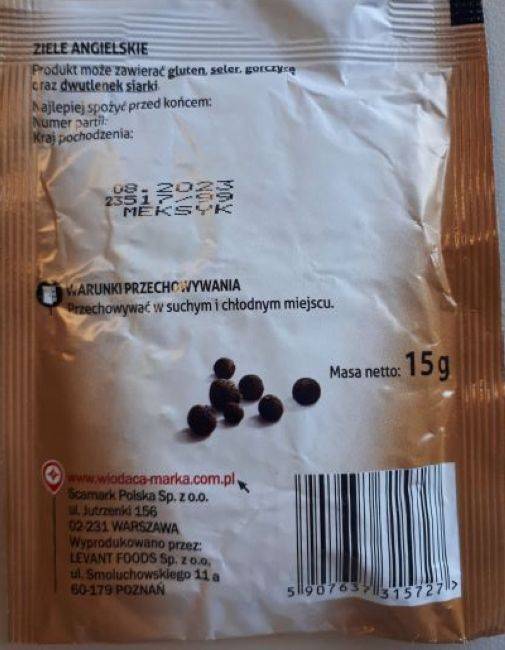 ZIELE ANGIELSKIE
Produkt może zawierać gluten, seler, gorczycę
oraz dwutlenek siarki.
Najlepiej spożyć przed końcem:
Numer partii:
Kraj pochodzenia:
08.2023
MEKSYK
WARUNKI PRZECHOWYWANIA
Przechowywać w suchym i chłodnym miejscu.
Masa netto: 15 g
www.wiodaca-marka.com.pl
Scamark Polska Sp. z o.o.
ul. Jutrzenki 156
02-231 WARSZAWA
Wyprodukowano przez:
LEVANT FOODS Sp. z o.o.
ul. Smoluchowskiego 11 a
60-179 POZNAŃ
5 907637 315727 >